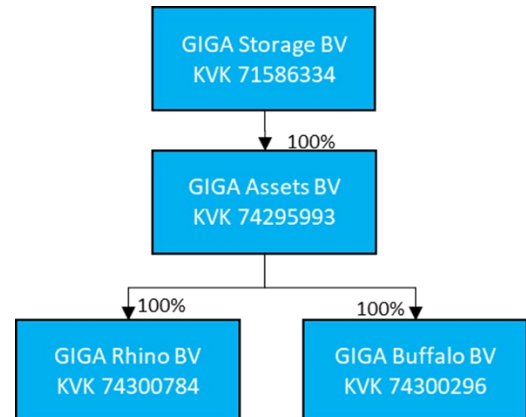 GIGA Storage BV
KVK 71586334
100%
GIGA Assets BV
KVK 74295993
100%
100%
GIGA Rhino BV
KVK 74300784
GIGA Buffalo BV
KVK 74300296